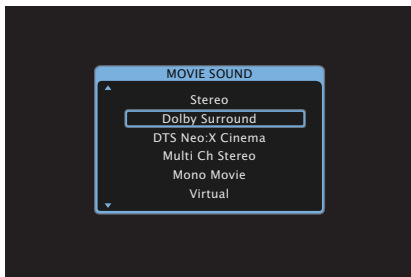 MOVIE SOUND
Stereo
Dolby Surround
DTS Neo:X Cinema
Multi Ch Stereo
Mono Movie
Virtual